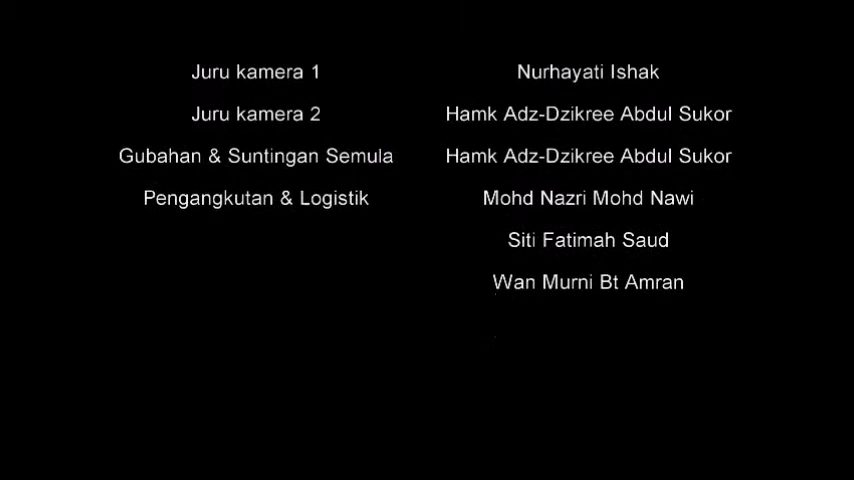 Juru kamera 1 Nurhayati Ishak
Juru kamera 2 Hamk Adz-Dzikree Abdul Sukor
Gubahan & Suntingan Semula Hamk Adz-Dzikree Abdul Sukor
Pengangkutan & Logistik Mohd Nazri Mohd Nawi
Siti Fatimah Saud
Wan Murni Bt Amran